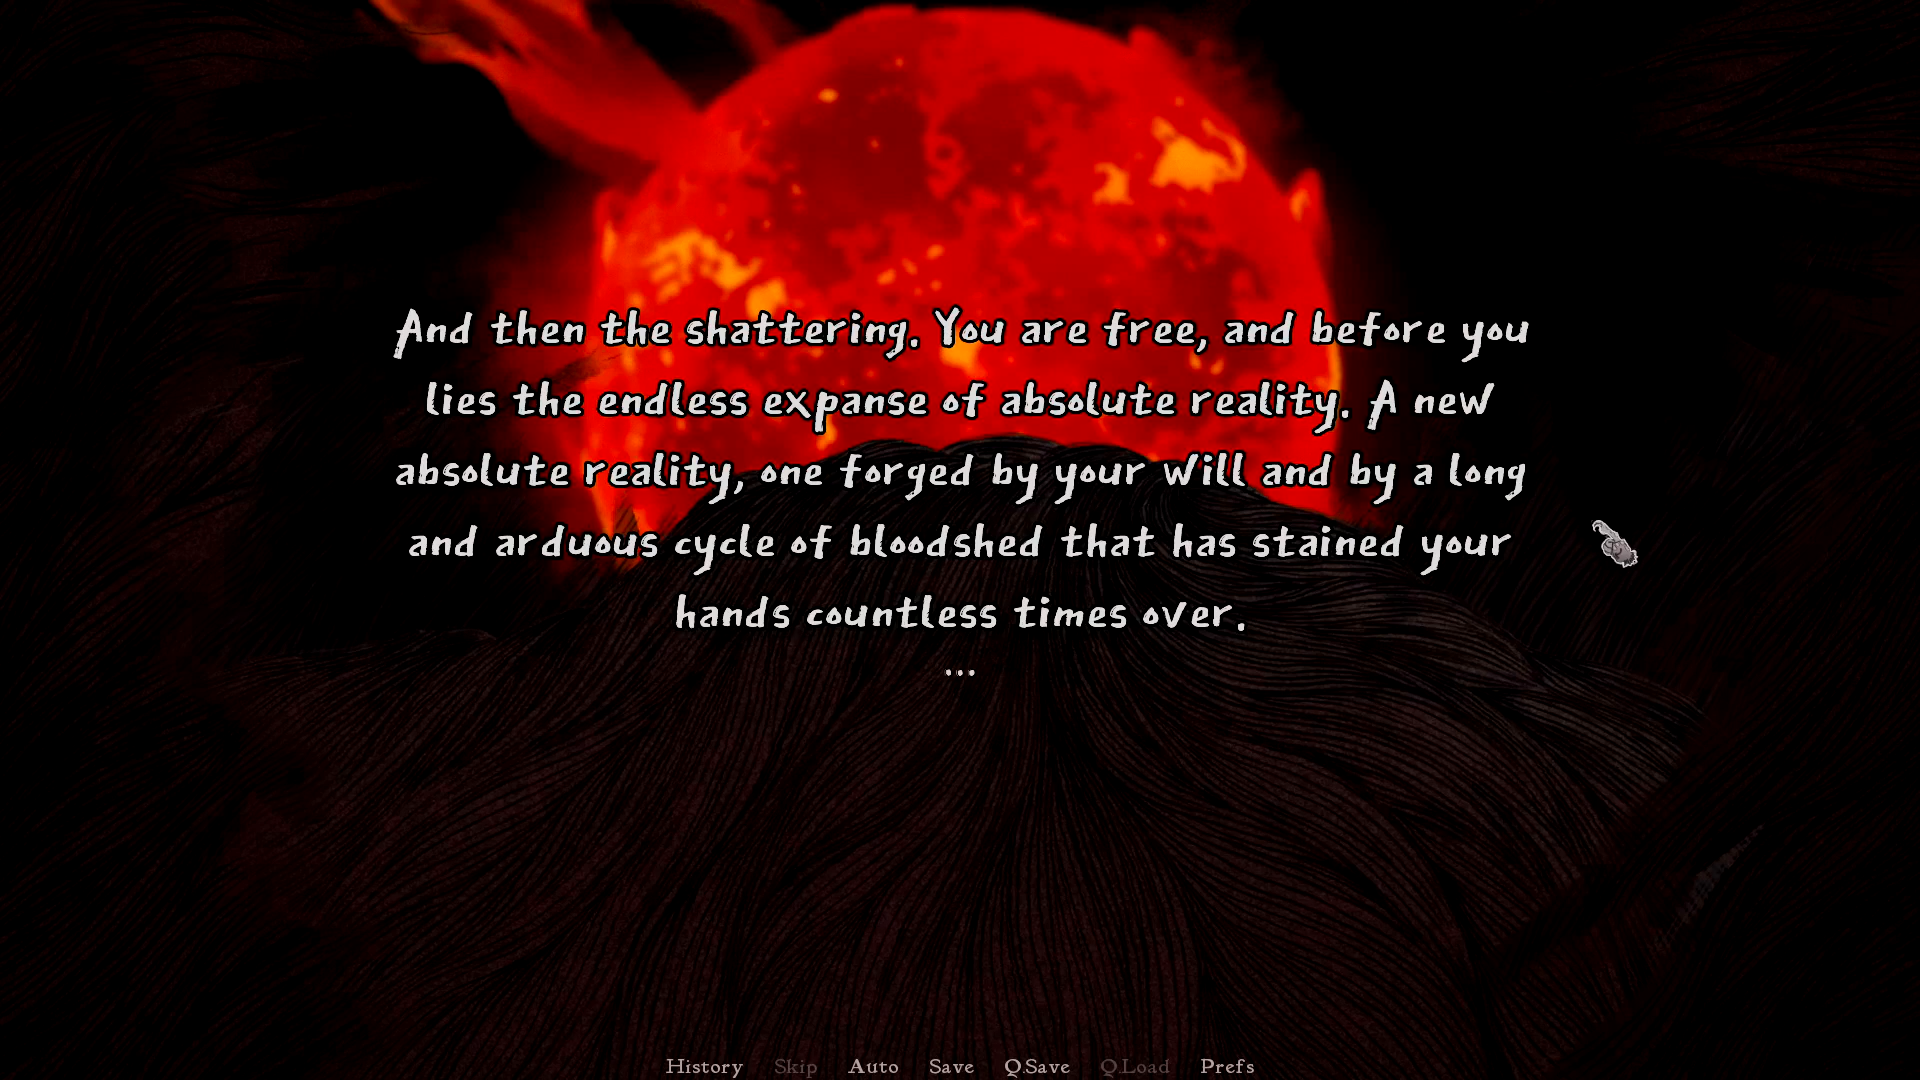 And then the shattering. You are free, and before you
lies the endless expanse of absolute reality. A new
absolute reality, one forged by your will and by a long
and arduous cycle of bloodshed that has stained your
hands countless times over.
...
History Skip Auto Save Q.Save Q.Load Prefs